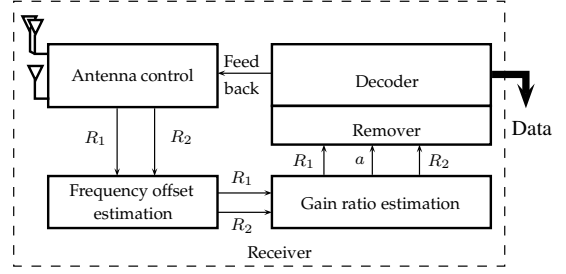 Antenna control
Feed
back
Decoder
Remover
Data
R1
R2
R1
a
R2
Frequency offset
estimation
R1
R2
Gain ratio estimation
Receiver